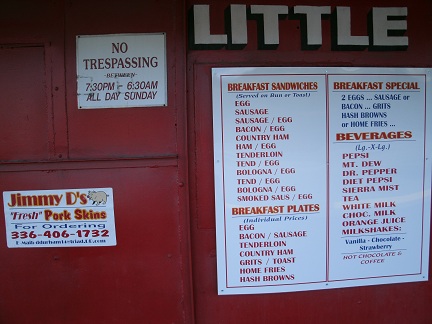 LITTLE
NO
TRESPASSING
BETWEEN
7:30PM - 6:30AM
ALL DAY SUNDAY
Jimmy D's
"Fresh" Pork Skins
For Ordering
336-406-1732
BREAKFAST SANDWICHES
(Served on Bun or Toast)
EGG
SAUSAGE
SAUSAGE / EGG
BACON / EGG
COUNTRY HAM
HAM / EGG
TENDERLOIN
TEND / EGG
BOLOGNA / EGG
TEND / EGG
BOLOGNA / EGG
SMOKED SAUS / EGG
BREAKFAST PLATES
(Individual Prices)
EGG
BACON / SAUSAGE
TENDERLOIN
COUNTRY HAM
GRITS / TOAST
HOME FRIES
HASH BROWNS
BREAKFAST SPECIAL
2 EGGS ... SAUSAGE or
BACON ... GRITS
HASH BROWNS
or HOME FRIES ...
BEVERAGES
(Lg.-X-Lg.)
PEPSI
MT. DEW
DR. PEPPER
DIET PEPSI
SIERRA MIST
TEA
WHITE MILK
CHOC. MILK
ORANGE JUICE
MILKSHAKES:
Vanilla - Chocolate -
Strawberry
HOT CHOCOLATE &
COFFEE